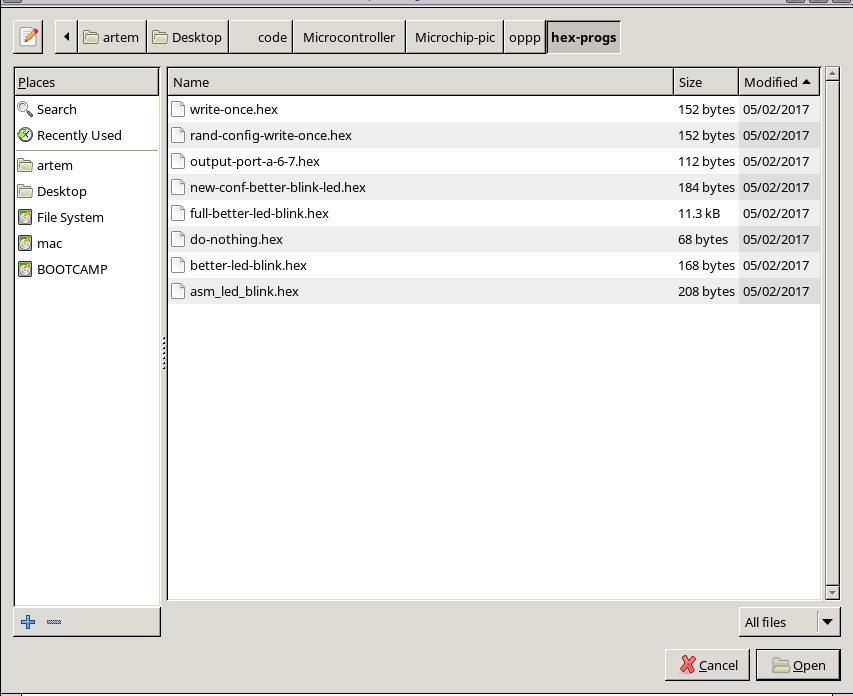 artem Desktop code Microcontroller Microchip-pic oppp hex-progs
Places
Search
Recently Used
artem
Desktop
File System
mac
BOOTCAMP
Name Size Modified
write-once.hex 152 bytes 05/02/2017
rand-config-write-once.hex 152 bytes 05/02/2017
output-port-a-6-7.hex 112 bytes 05/02/2017
new-conf-better-blink-led.hex 184 bytes 05/02/2017
full-better-led-blink.hex 11.3 kB 05/02/2017
do-nothing.hex 68 bytes 05/02/2017
better-led-blink.hex 168 bytes 05/02/2017
asm_led_blink.hex 208 bytes 05/02/2017
All files
Cancel Open